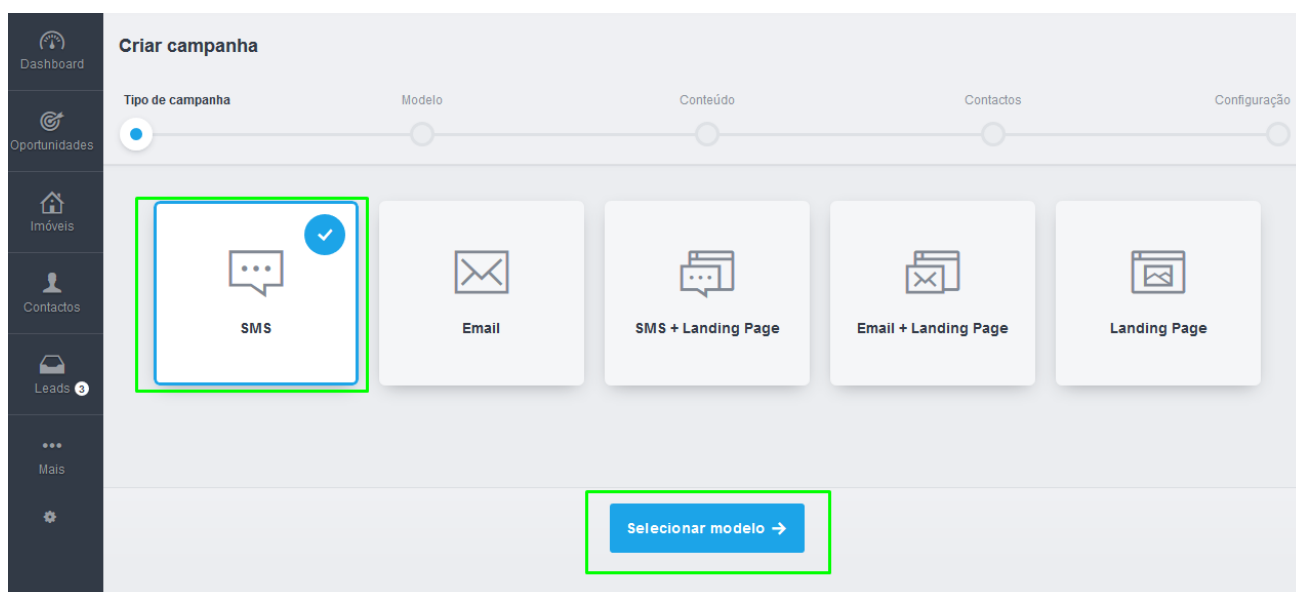 Dashboard
Oportunidades
Imóveis
Contactos
Leads 3
Mais
Criar campanha
Tipo de campanha
Modelo
Conteúdo
Contactos
Configuração
SMS
Email
SMS + Landing Page
Email + Landing Page
Landing Page
Selecionar modelo →